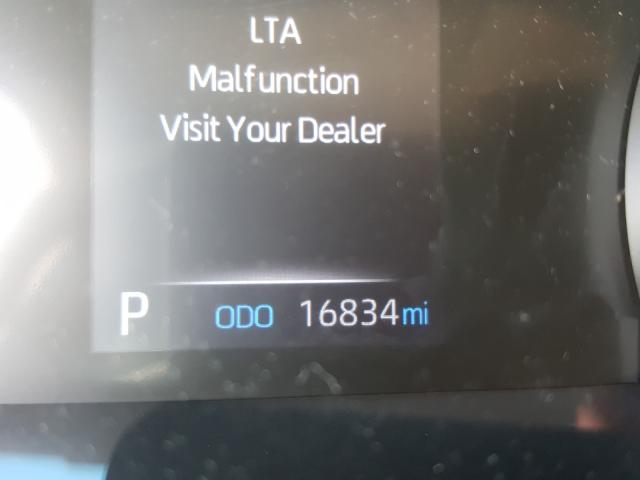 LTA
Malfunction
Visit Your Dealer
P ODO 16834 mi